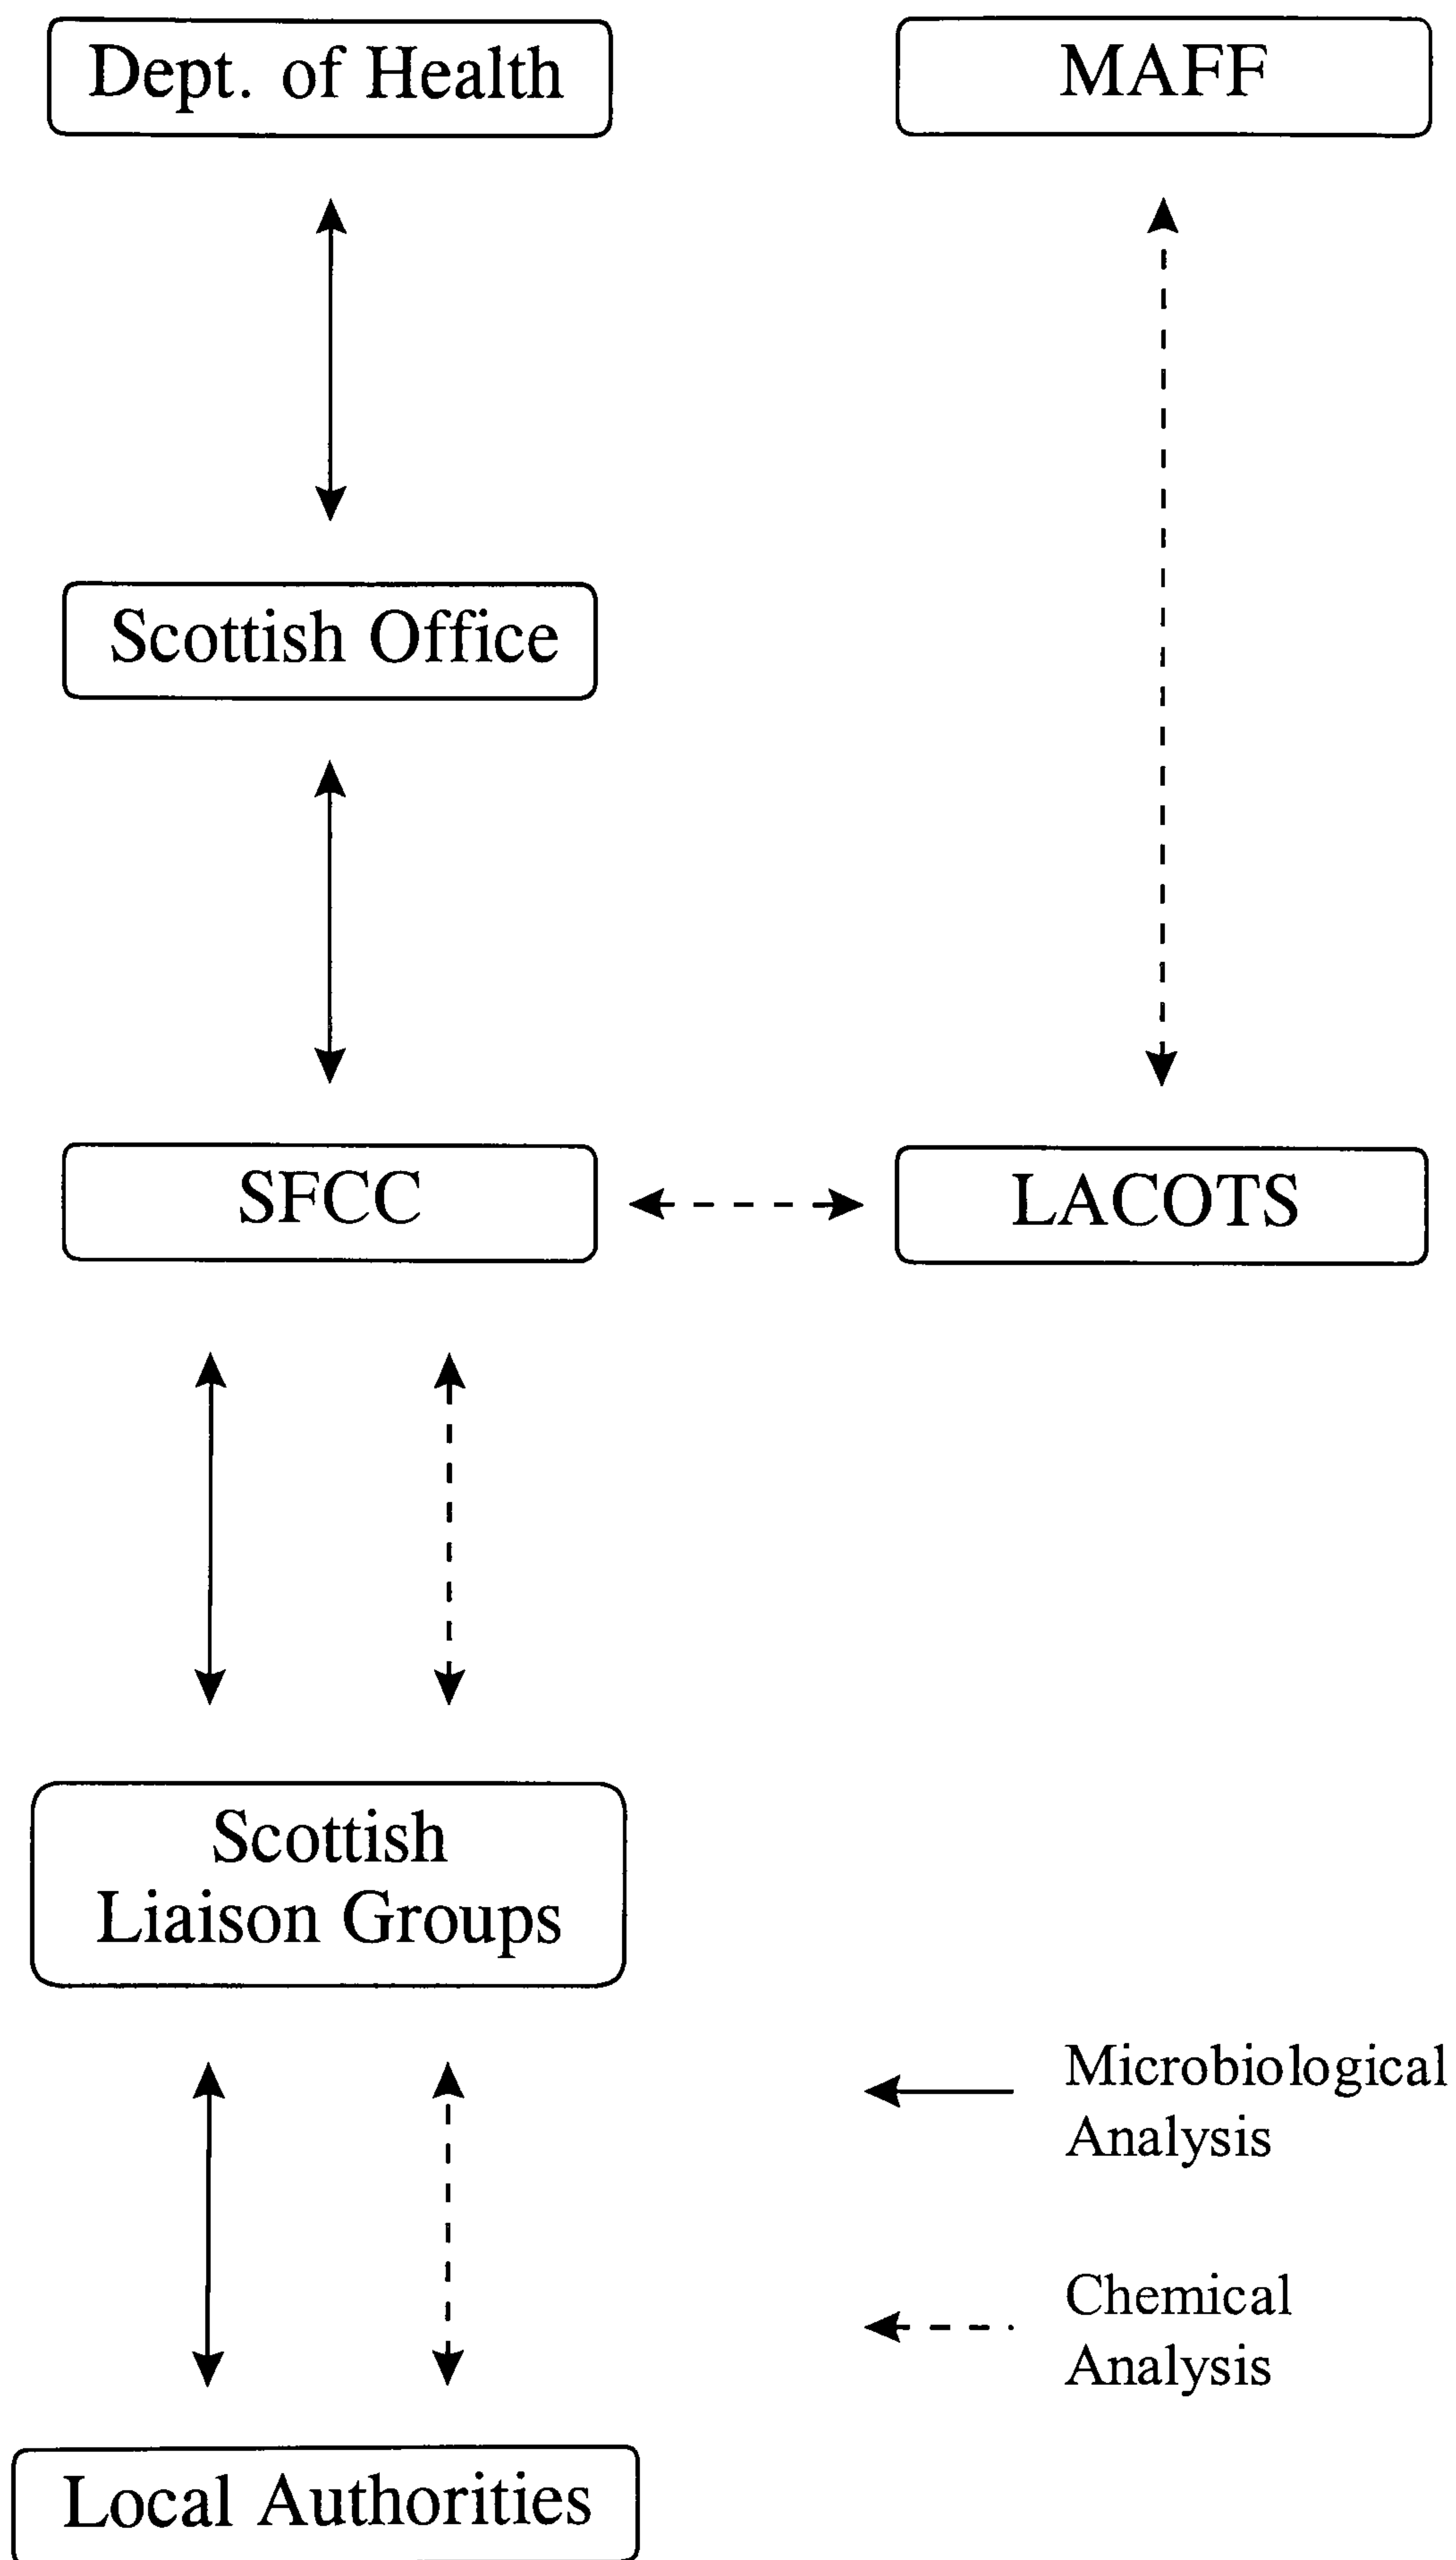 Dept. of Health
MAFF
Scottish Office
SFCC
LACOTS
Scottish
Liaison Groups
Microbiological
Analysis
Chemical
Analysis
Local Authorities